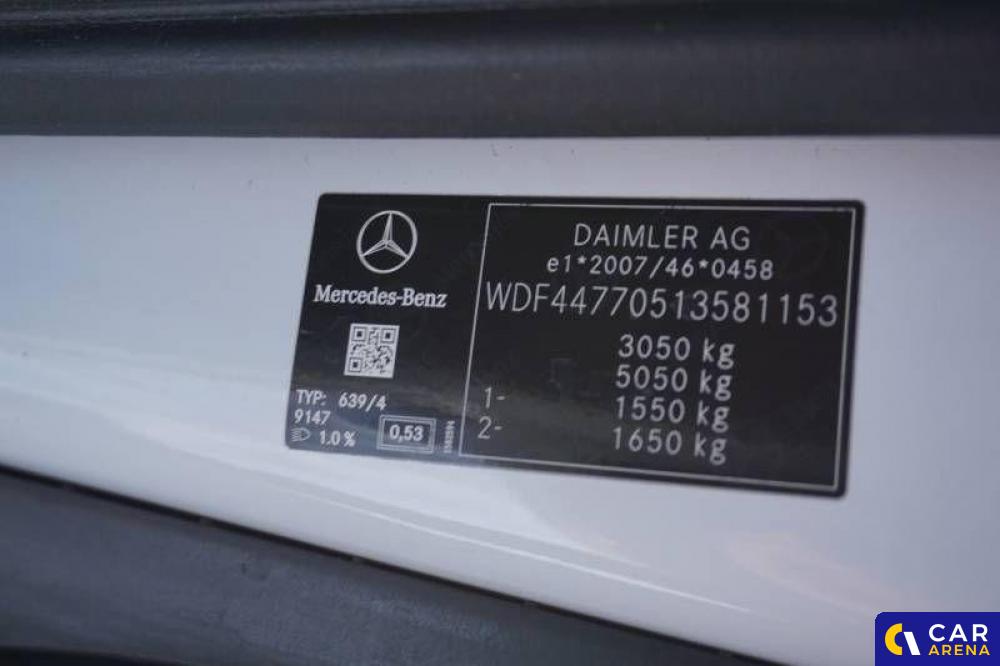 Mercedes-Benz
TYP: 639/4
9147
1.0 %
0,53
DAIMLER AG
e1*2007/46*0458
WDF44770513581153
3050 kg
5050 kg
1- 1550 kg
2- 1650 kg
CAR
ARENA